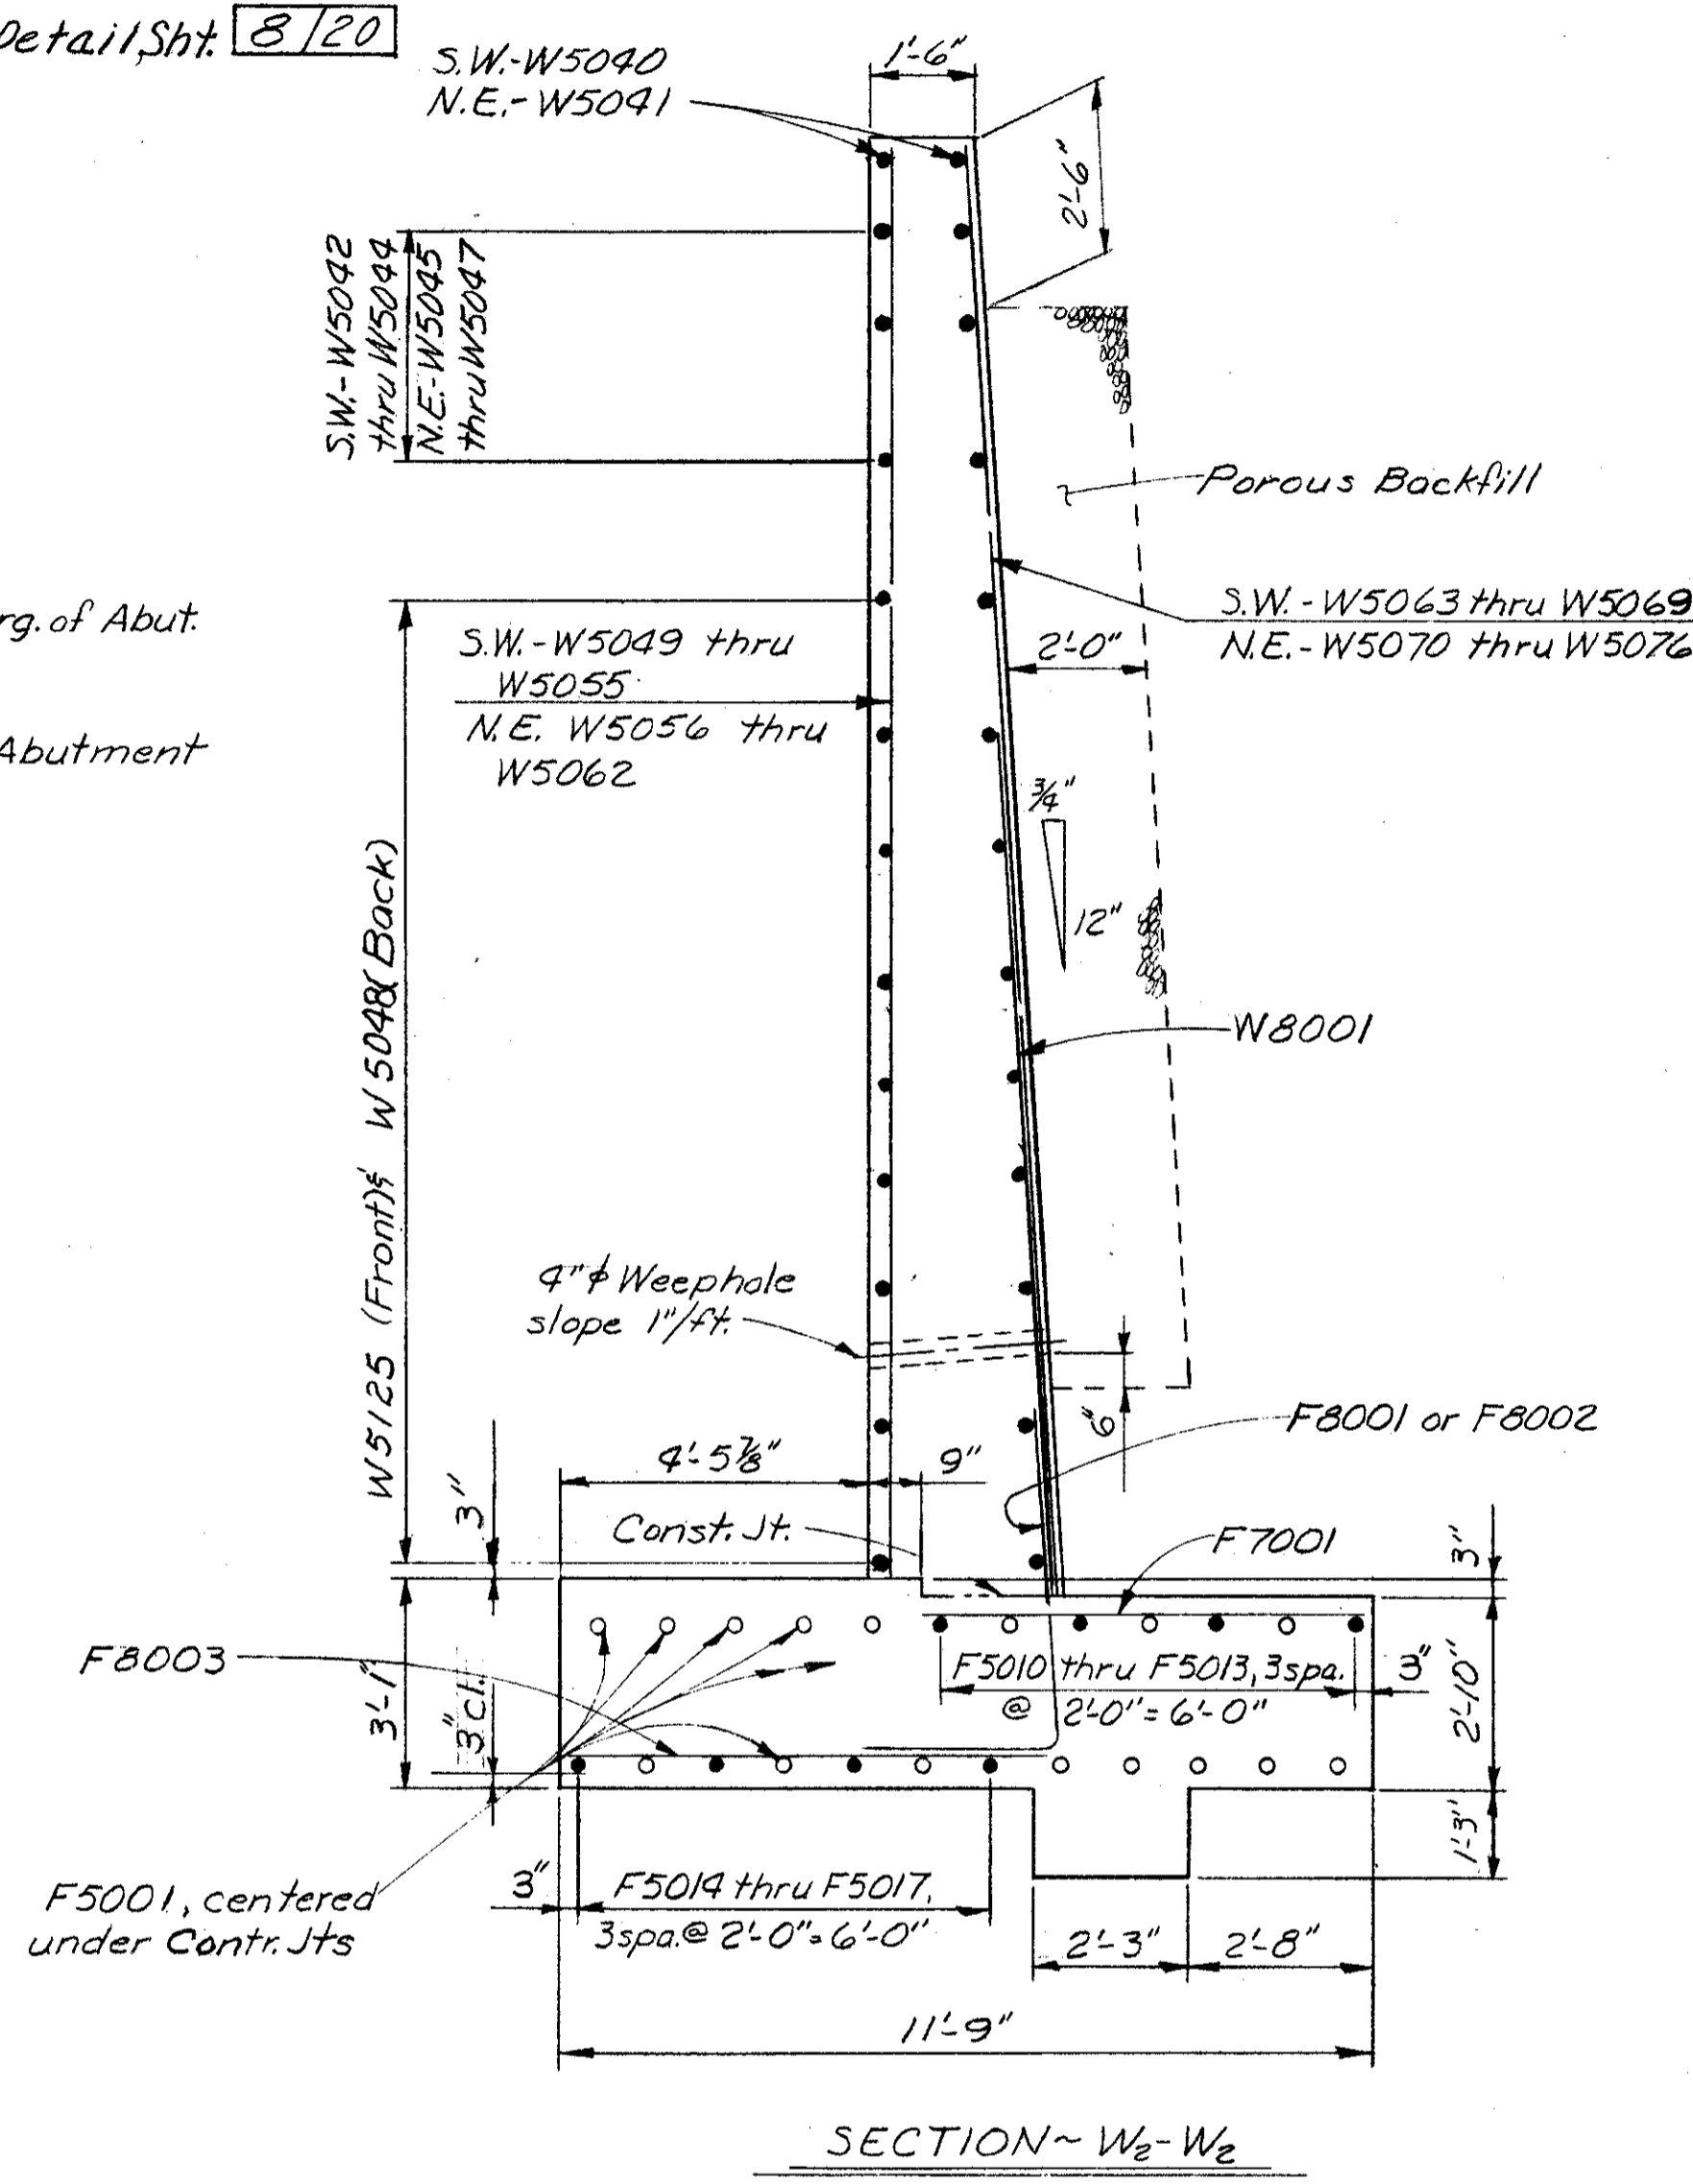 Detail Sht. 8/20
S.W.-W5040
N.E.-W5041
1'-6"
2'-6"
S.W.-W5042
thru W5044
N.E.-W5045
thru W5047
Porous Backfill
rg. of Abut.
Abutment
S.W.-W5049 thru
W5055
N.E. W5056 thru
W5062
2'-0"
S.W.-W5063 thru W5069
N.E.-W5070 thru W5076
3/4"
12"
W5125 (Front) & W5048 (Back)
W8001
4"ϕ Weephole
slope 1"/ft.
6"
F8001 or F8002
4'-5⅞"
9"
3"
Const. Jt.
F7001
3"
F8003
3'-1"
3" cl.
F5010 thru F5013, 3 spa.
@ 2'-0" = 6'-0"
3"
2'-10"
1'-3"
F5001, centered
under Contr. Jts
3"
F5014 thru F5017,
3 spa. @ 2'-0" = 6'-0"
2'-3"
2'-8"
11'-9"
SECTION ~ W₂-W₂